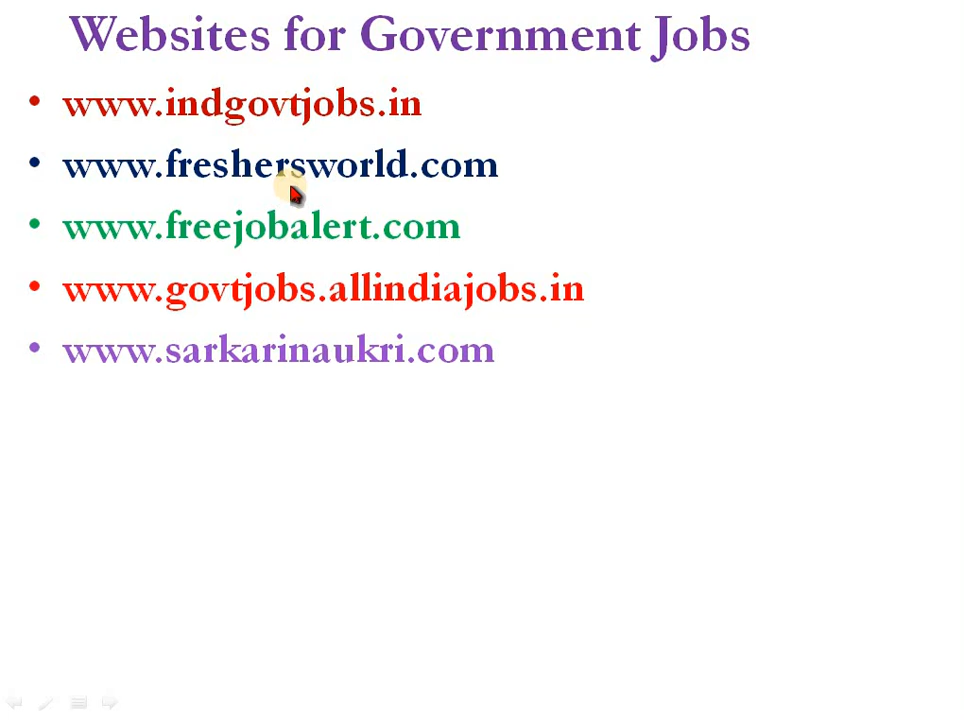 Websites for Government Jobs
• www.indgovtjobs.in
• www.freshersworld.com
• www.freejobalert.com
• www.govtjobs.allindiajobs.in
• www.sarkarinaukri.com